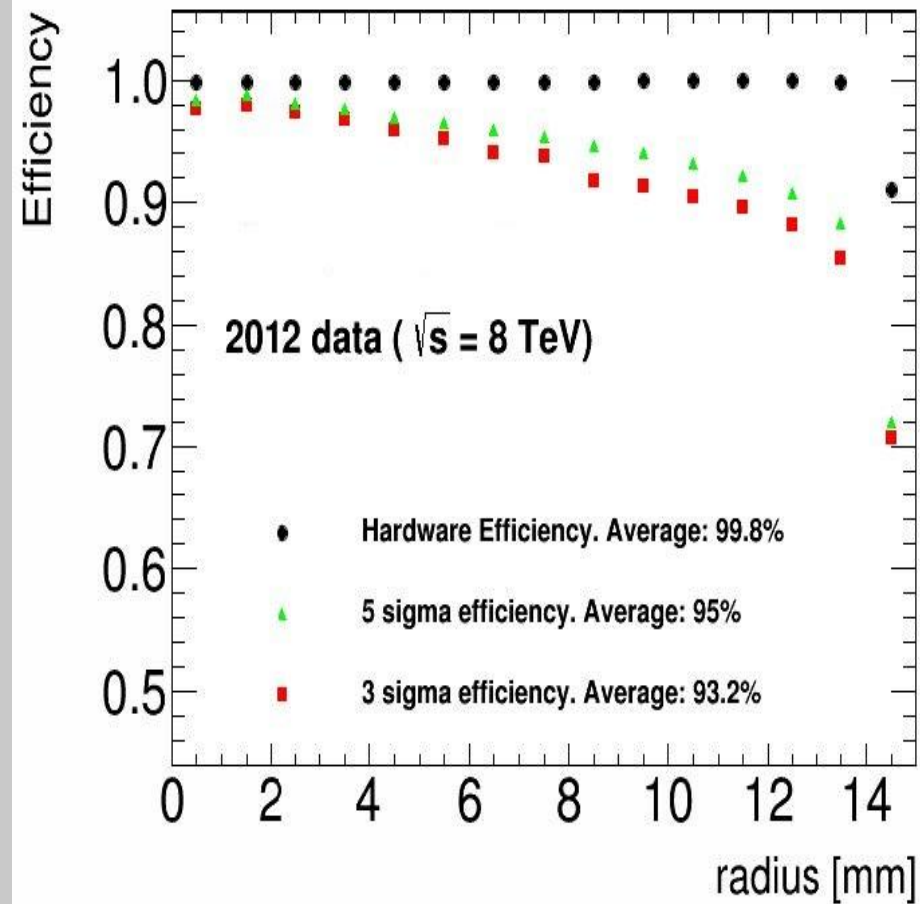 Efficiency
1.0
0.9
0.8
0.7
0.6
0.5
2012 data ( √s = 8 TeV)
Hardware Efficiency. Average: 99.8%
5 sigma efficiency. Average: 95%
3 sigma efficiency. Average: 93.2%
0 2 4 6 8 10 12 14
radius [mm]